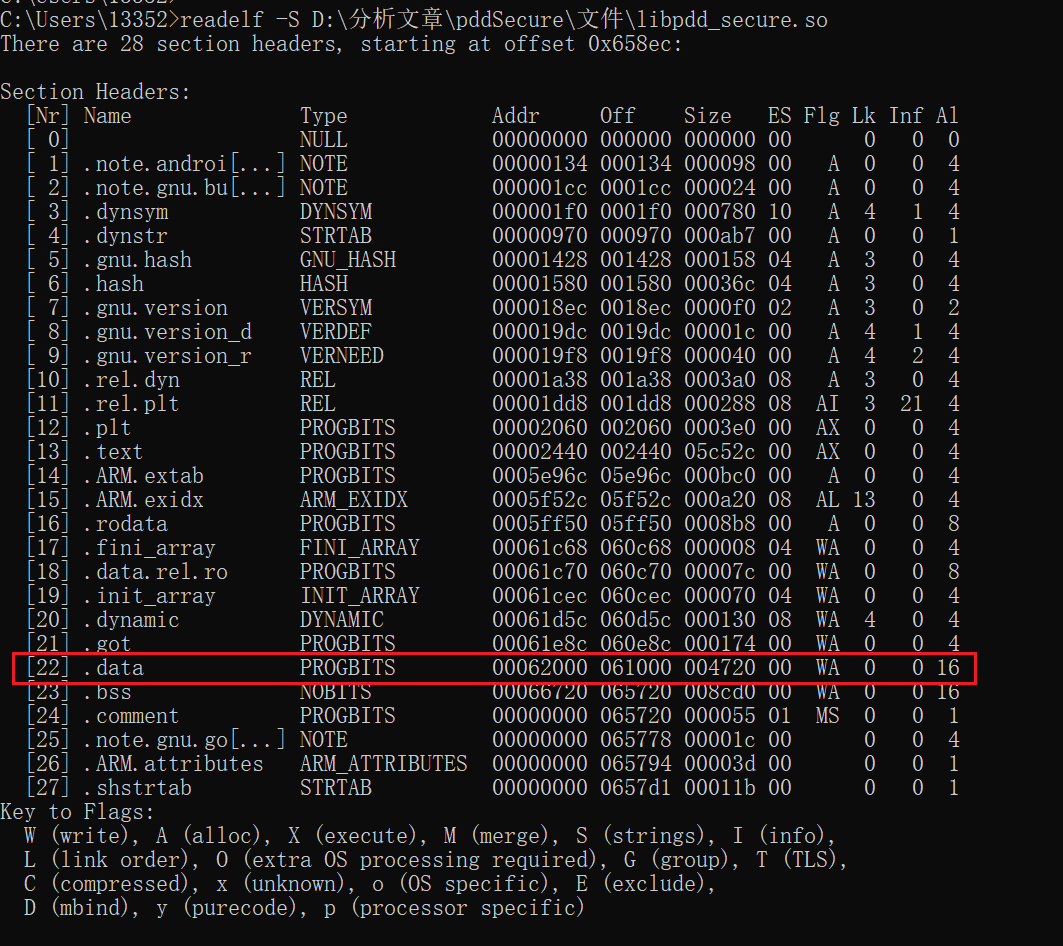 C:\Users\13352>readelf -S D:\分析文章\pddSecure\文件\libpdd_secure.so
There are 28 section headers, starting at offset 0x658ec:
Section Headers:
[Nr] Name Type Addr Off Size ES Flg Lk Inf Al
[ 0] NULL 00000000 000000 000000 00 0 0 0
[ 1] .note.androi[...] NOTE 00000134 000134 000098 00 A 0 0 4
[ 2] .note.gnu.bu[...] NOTE 000001cc 0001cc 000024 00 A 0 0 4
[ 3] .dynsym DYNSYM 000001f0 0001f0 000780 10 A 4 1 4
[ 4] .dynstr STRTAB 00000970 000970 000ab7 00 A 0 0 1
[ 5] .gnu.hash GNU_HASH 00001428 001428 000158 04 A 3 0 4
[ 6] .hash HASH 00001580 001580 00036c 04 A 3 0 4
[ 7] .gnu.version VERSYM 000018ec 0018ec 0000f0 02 A 3 0 2
[ 8] .gnu.version_d VERDEF 000019dc 0019dc 00001c 00 A 4 1 4
[ 9] .gnu.version_r VERNEED 000019f8 0019f8 000040 00 A 4 2 4
[10] .rel.dyn REL 00001a38 001a38 0003a0 08 A 3 0 4
[11] .rel.plt REL 00001dd8 001dd8 000288 08 AI 3 21 4
[12] .plt PROGBITS 00002060 002060 0003e0 00 AX 0 0 4
[13] .text PROGBITS 00002440 002440 05c52c 00 AX 0 0 4
[14] .ARM.extab PROGBITS 0005e96c 05e96c 000bc0 00 A 0 0 4
[15] .ARM.exidx ARM_EXIDX 0005f52c 05f52c 000a20 08 AL 13 0 4
[16] .rodata PROGBITS 0005ff50 05ff50 0008b8 00 A 0 0 8
[17] .fini_array FINI_ARRAY 00061c68 060c68 000008 04 WA 0 0 4
[18] .data.rel.ro PROGBITS 00061c70 060c70 00007c 00 WA 0 0 8
[19] .init_array INIT_ARRAY 00061cec 060cec 000070 04 WA 0 0 4
[20] .dynamic DYNAMIC 00061d5c 060d5c 000130 08 WA 4 0 4
[21] .got PROGBITS 00061e8c 060e8c 000174 00 WA 0 0 4
[22] .data PROGBITS 00062000 061000 004720 00 WA 0 0 16
[23] .bss NOBITS 00066720 065720 008cd0 00 WA 0 0 16
[24] .comment PROGBITS 00000000 065720 000055 01 MS 0 0 1
[25] .note.gnu.go[...] NOTE 00000000 065778 00001c 00 0 0 4
[26] .ARM.attributes ARM_ATTRIBUTES 00000000 065794 00003d 00 0 0 1
[27] .shstrtab STRTAB 00000000 0657d1 00011b 00 0 0 1
Key to Flags:
W (write), A (alloc), X (execute), M (merge), S (strings), I (info),
L (link order), O (extra OS processing required), G (group), T (TLS),
C (compressed), x (unknown), o (OS specific), E (exclude),
D (mbind), y (purecode), p (processor specific)